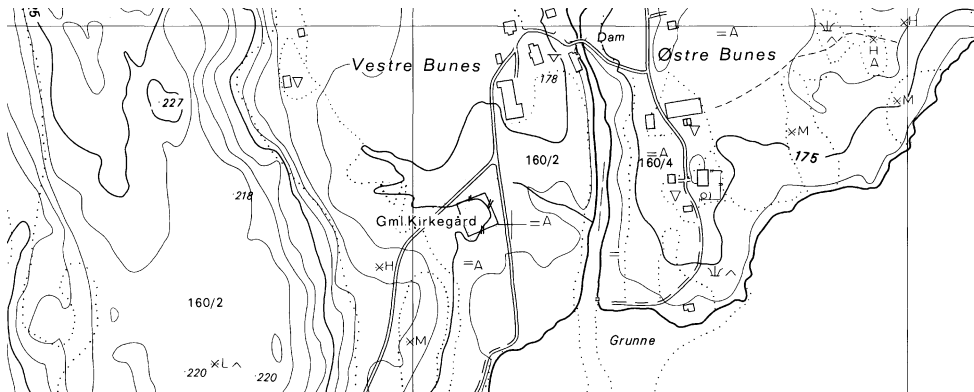 H
=A
Dam
Østre Bunes
Vestre Bunes
H
A
178
227
M
M
175
160/2
=A
160/4
218
Gml. Kirkegård
=A
=A
H
160/2
M
Grunne
L
220
220